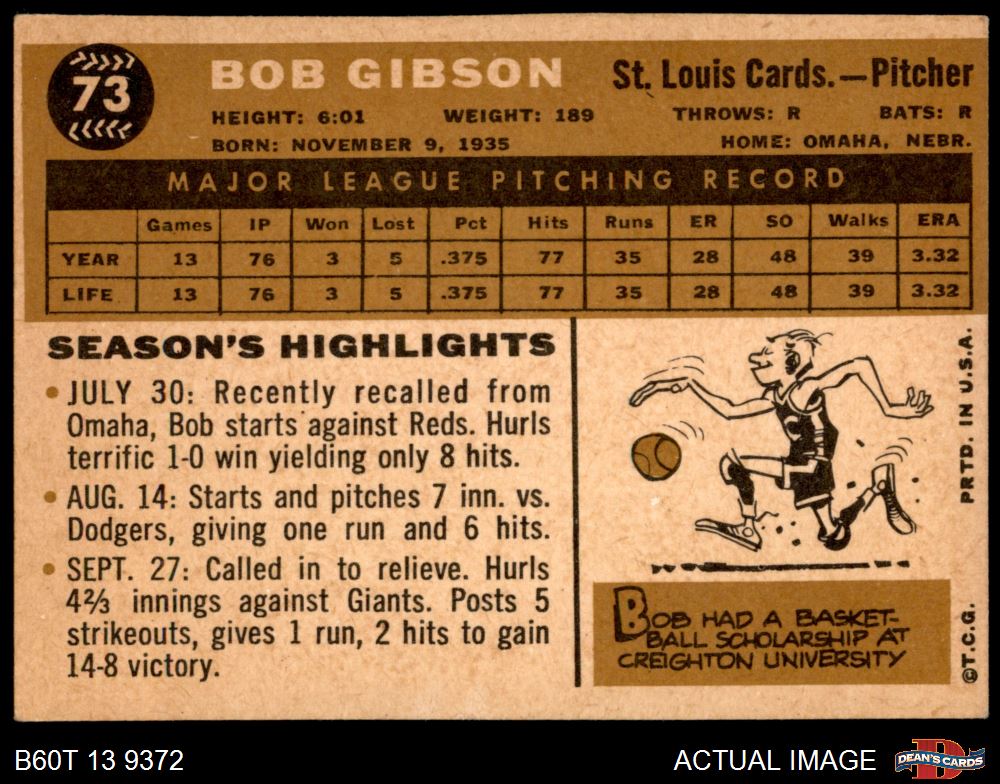 73
BOB GIBSON St. Louis Cards.—Pitcher
HEIGHT: 6:01 WEIGHT: 189 THROWS: R BATS: R
BORN: NOVEMBER 9, 1935 HOME: OMAHA, NEBR.
MAJOR LEAGUE PITCHING RECORD
Games IP Won Lost Pct Hits Runs ER SO Walks ERA
YEAR 13 76 3 5 .375 77 35 28 48 39 3.32
LIFE 13 76 3 5 .375 77 35 28 48 39 3.32
SEASON'S HIGHLIGHTS
• JULY 30: Recently recalled from
Omaha, Bob starts against Reds. Hurls
terrific 1-0 win yielding only 8 hits.
• AUG. 14: Starts and pitches 7 inn. vs.
Dodgers, giving one run and 6 hits.
• SEPT. 27: Called in to relieve. Hurls
4⅔ innings against Giants. Posts 5
strikeouts, gives 1 run, 2 hits to gain
14-8 victory.
C
BOB HAD A BASKET-
BALL SCHOLARSHIP AT
CREIGHTON UNIVERSITY
©T.C.G. PRTD. IN U.S.A.
B60T 13 9372
ACTUAL IMAGE
D
DEAN'S CARDS